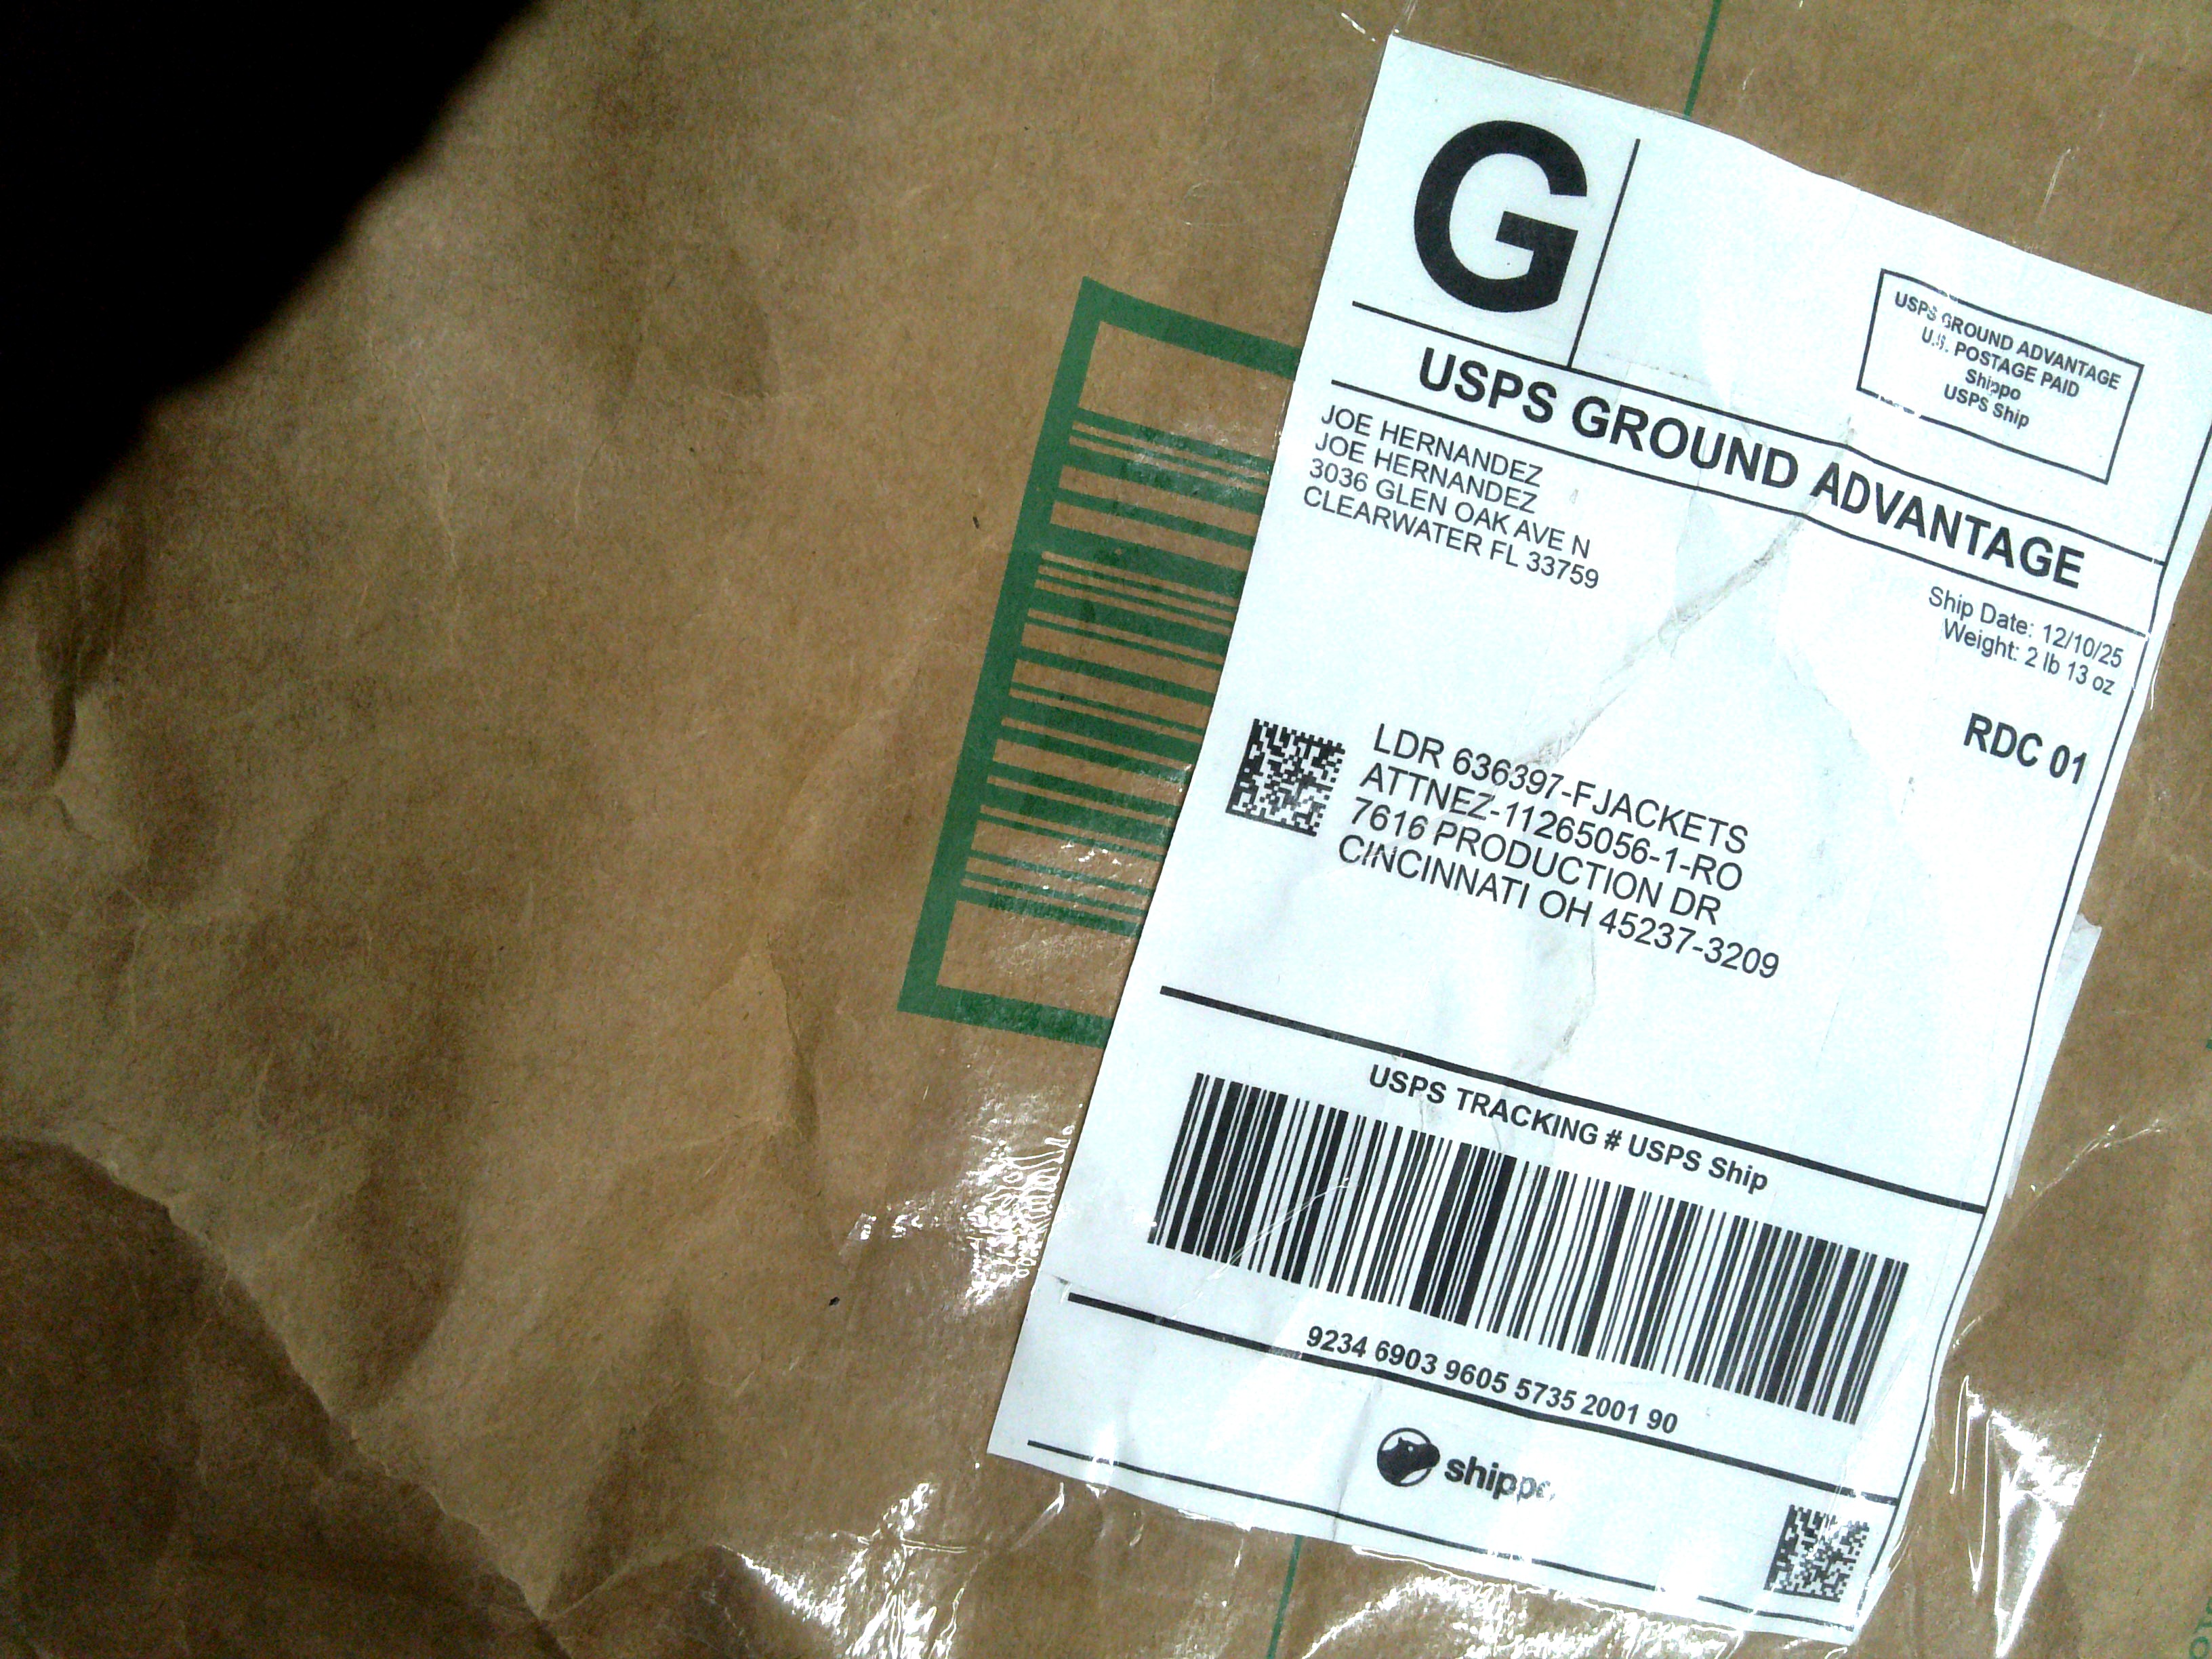 G
USPS GROUND ADVANTAGE
U.S. POSTAGE PAID
Shippo
USPS Ship
USPS GROUND ADVANTAGE
JOE HERNANDEZ
JOE HERNANDEZ
3036 GLEN OAK AVE N
CLEARWATER FL 33759
Ship Date: 12/10/25
Weight: 2 lb 13 oz
RDC 01
LDR 636397-FJACKETS
ATTNEZ-11265056-1-RO
7616 PRODUCTION DR
CINCINNATI OH 45237-3209
USPS TRACKING # USPS Ship
9234 6903 9605 5735 2001 90
shippo